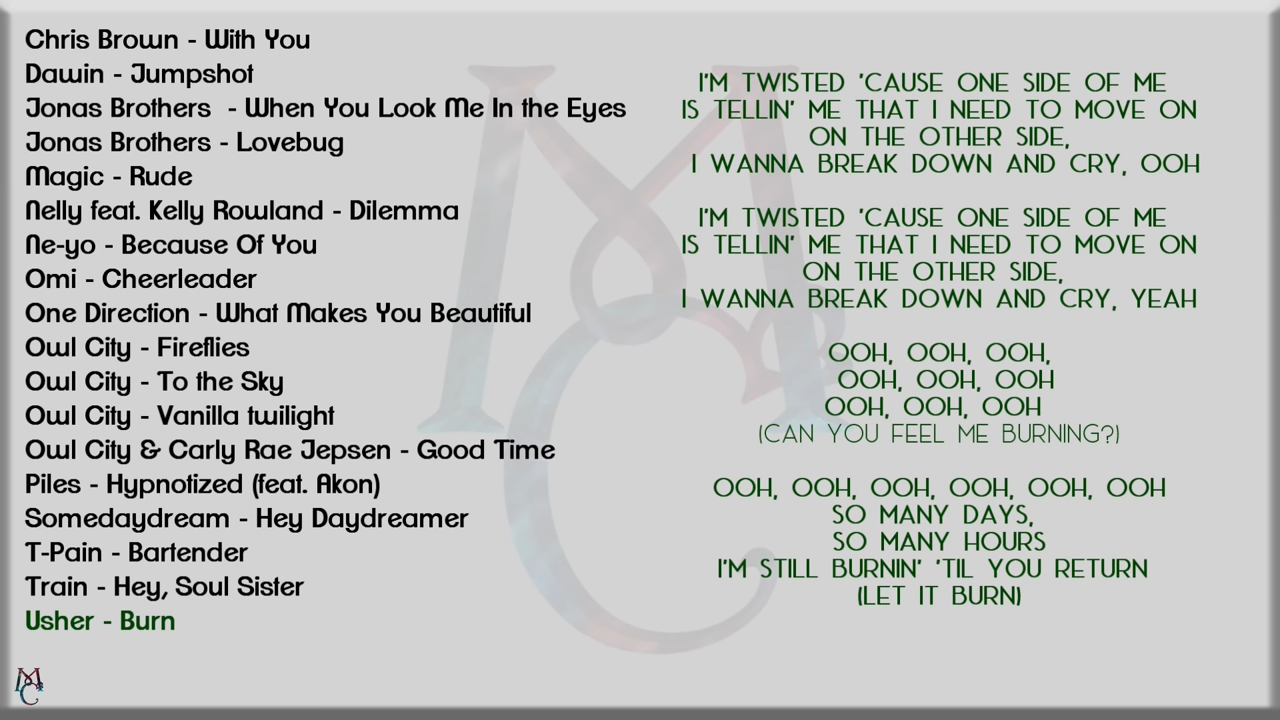 Chris Brown - With You
Dawin - Jumpshot
Jonas Brothers  - When You Look Me In the Eyes
Jonas Brothers - Lovebug
Magic - Rude
Nelly feat. Kelly Rowland - Dilemma
Ne-yo - Because Of You
Omi - Cheerleader
One Direction - What Makes You Beautiful
Owl City - Fireflies
Owl City - To the Sky
Owl City - Vanilla twilight
Owl City & Carly Rae Jepsen - Good Time
Piles - Hypnotized (feat. Akon)
Somedaydream - Hey Daydreamer
T-Pain - Bartender
Train - Hey, Soul Sister
Usher - Burn
I'M TWISTED 'CAUSE ONE SIDE OF ME
IS TELLIN' ME THAT I NEED TO MOVE ON
ON THE OTHER SIDE,
I WANNA BREAK DOWN AND CRY, OOH
I'M TWISTED 'CAUSE ONE SIDE OF ME
IS TELLIN' ME THAT I NEED TO MOVE ON
ON THE OTHER SIDE,
I WANNA BREAK DOWN AND CRY, YEAH
OOH, OOH, OOH,
OOH, OOH, OOH
OOH, OOH, OOH
(CAN YOU FEEL ME BURNING?)
OOH, OOH, OOH, OOH, OOH, OOH
SO MANY DAYS,
SO MANY HOURS
I'M STILL BURNIN' 'TIL YOU RETURN
(LET IT BURN)